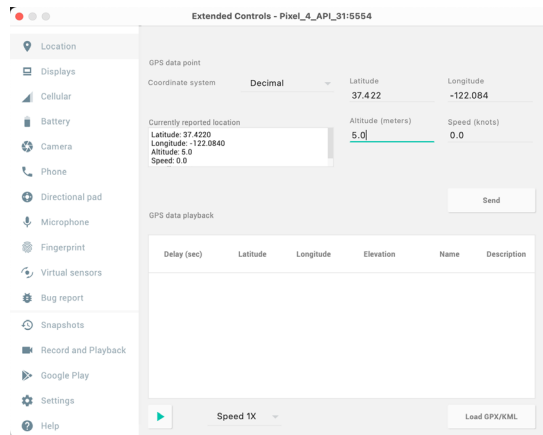 Extended Controls - Pixel_4_API_31:5554
Location
Displays
Cellular
Battery
Camera
Phone
Directional pad
Microphone
Fingerprint
Virtual sensors
Bug report
Snapshots
Record and Playback
Google Play
Settings
Help
GPS data point
Coordinate system
Decimal
Latitude
37.422
Longitude
-122.084
Currently reported location
Latitude: 37.4220
Longitude: -122.0840
Altitude: 5.0
Speed: 0.0
Altitude (meters)
5.0
Speed (knots)
0.0
Send
GPS data playback
Delay (sec) Latitude Longitude Elevation Name Description
Speed 1X
Load GPX/KML